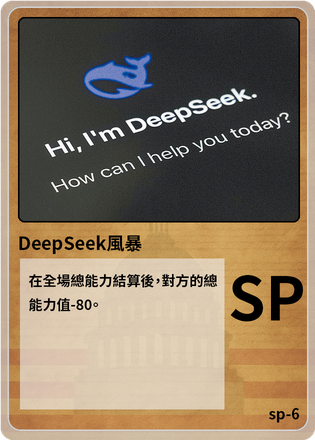 Hi, I'm DeepSeek.
How can I help you today?
DeepSeek風暴
在全場總能力結算後，對方的總
能力值-80。
SP
sp-6